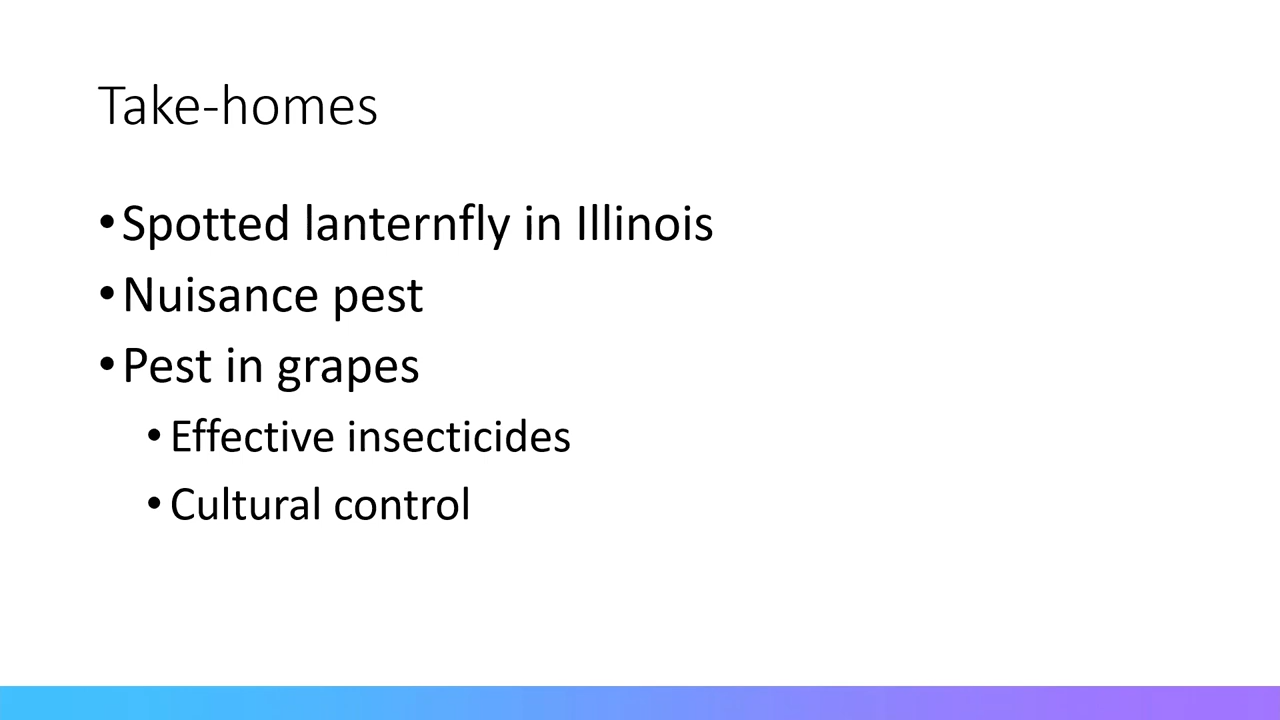 Take-homes
•Spotted lanternfly in Illinois
•Nuisance pest
•Pest in grapes
•Effective insecticides
•Cultural control